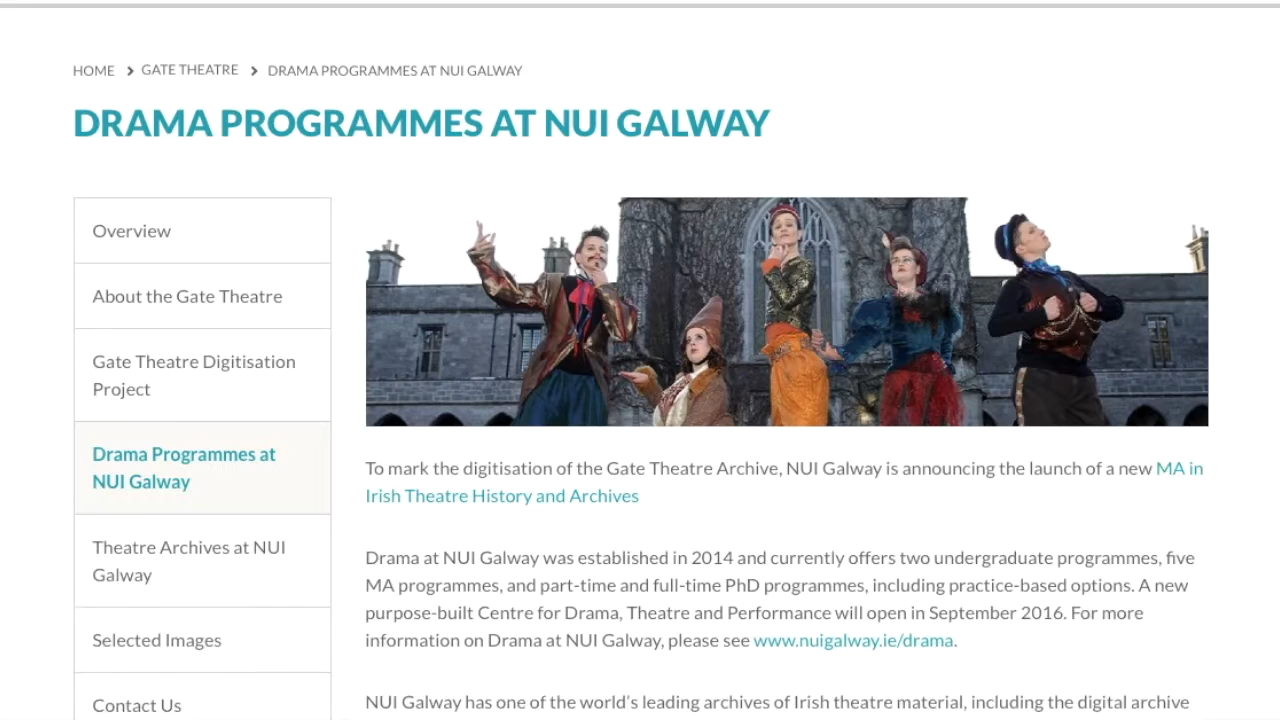 HOME > GATE THEATRE > DRAMA PROGRAMMES AT NUI GALWAY
DRAMA PROGRAMMES AT NUI GALWAY
Overview
About the Gate Theatre
Gate Theatre Digitisation
Project
Drama Programmes at
NUI Galway
Theatre Archives at NUI
Galway
Selected Images
Contact Us
To mark the digitisation of the Gate Theatre Archive, NUI Galway is announcing the launch of a new MA in
Irish Theatre History and Archives
Drama at NUI Galway was established in 2014 and currently offers two undergraduate programmes, five
MA programmes, and part-time and full-time PhD programmes, including practice-based options. A new
purpose-built Centre for Drama, Theatre and Performance will open in September 2016. For more
information on Drama at NUI Galway, please see www.nuigalway.ie/drama.
NUI Galway has one of the world's leading archives of Irish theatre material, including the digital archive